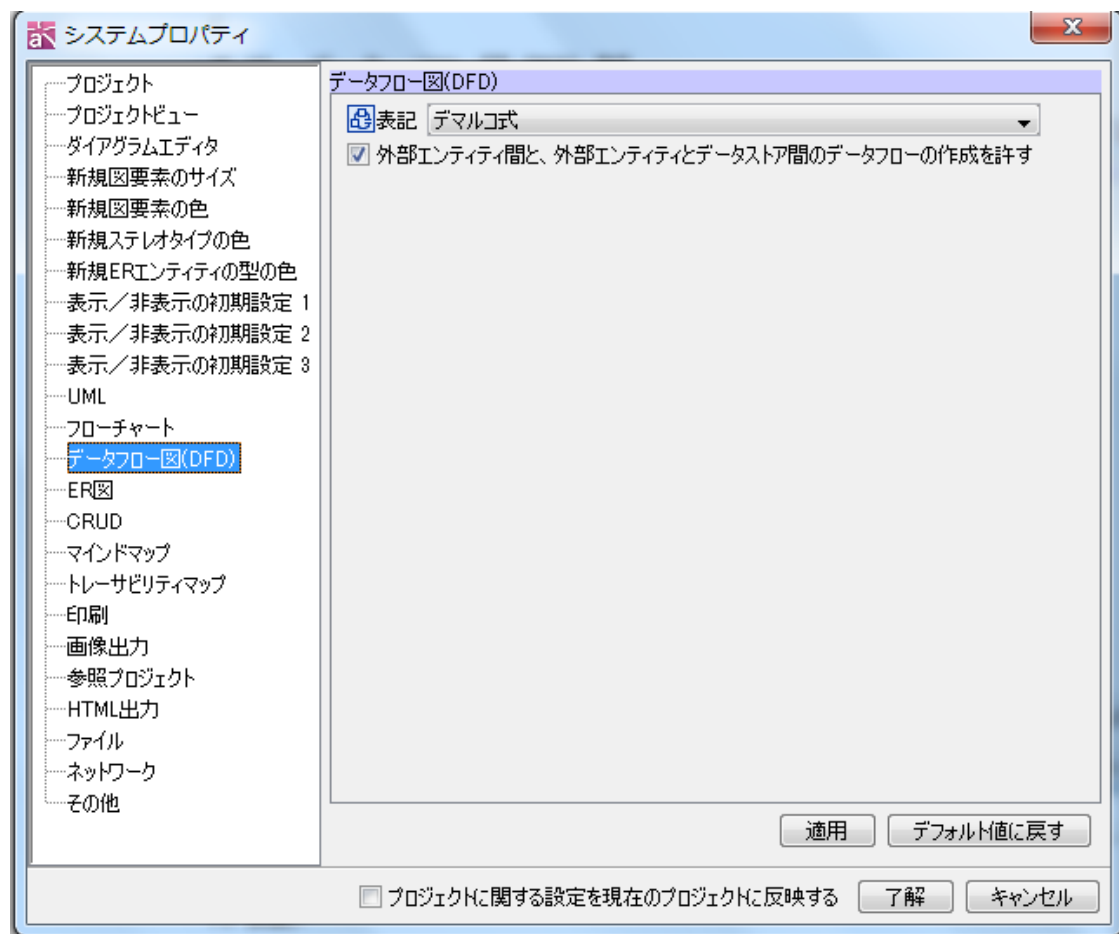 システムプロパティ
プロジェクト
プロジェクトビュー
ダイアグラムエディタ
新規図要素のサイズ
新規図要素の色
新規ステレオタイプの色
新規ERエンティティの型の色
表示／非表示の初期設定 1
表示／非表示の初期設定 2
表示／非表示の初期設定 3
UML
フローチャート
データフロー図(DFD)
ER図
CRUD
マインドマップ
トレーサビリティマップ
印刷
画像出力
参照プロジェクト
HTML出力
ファイル
ネットワーク
その他
データフロー図(DFD)
表記 デマルコ式
外部エンティティ間と、外部エンティティとデータストア間のデータフローの作成を許す
適用 デフォルト値に戻す
プロジェクトに関する設定を現在のプロジェクトに反映する 了解 キャンセル